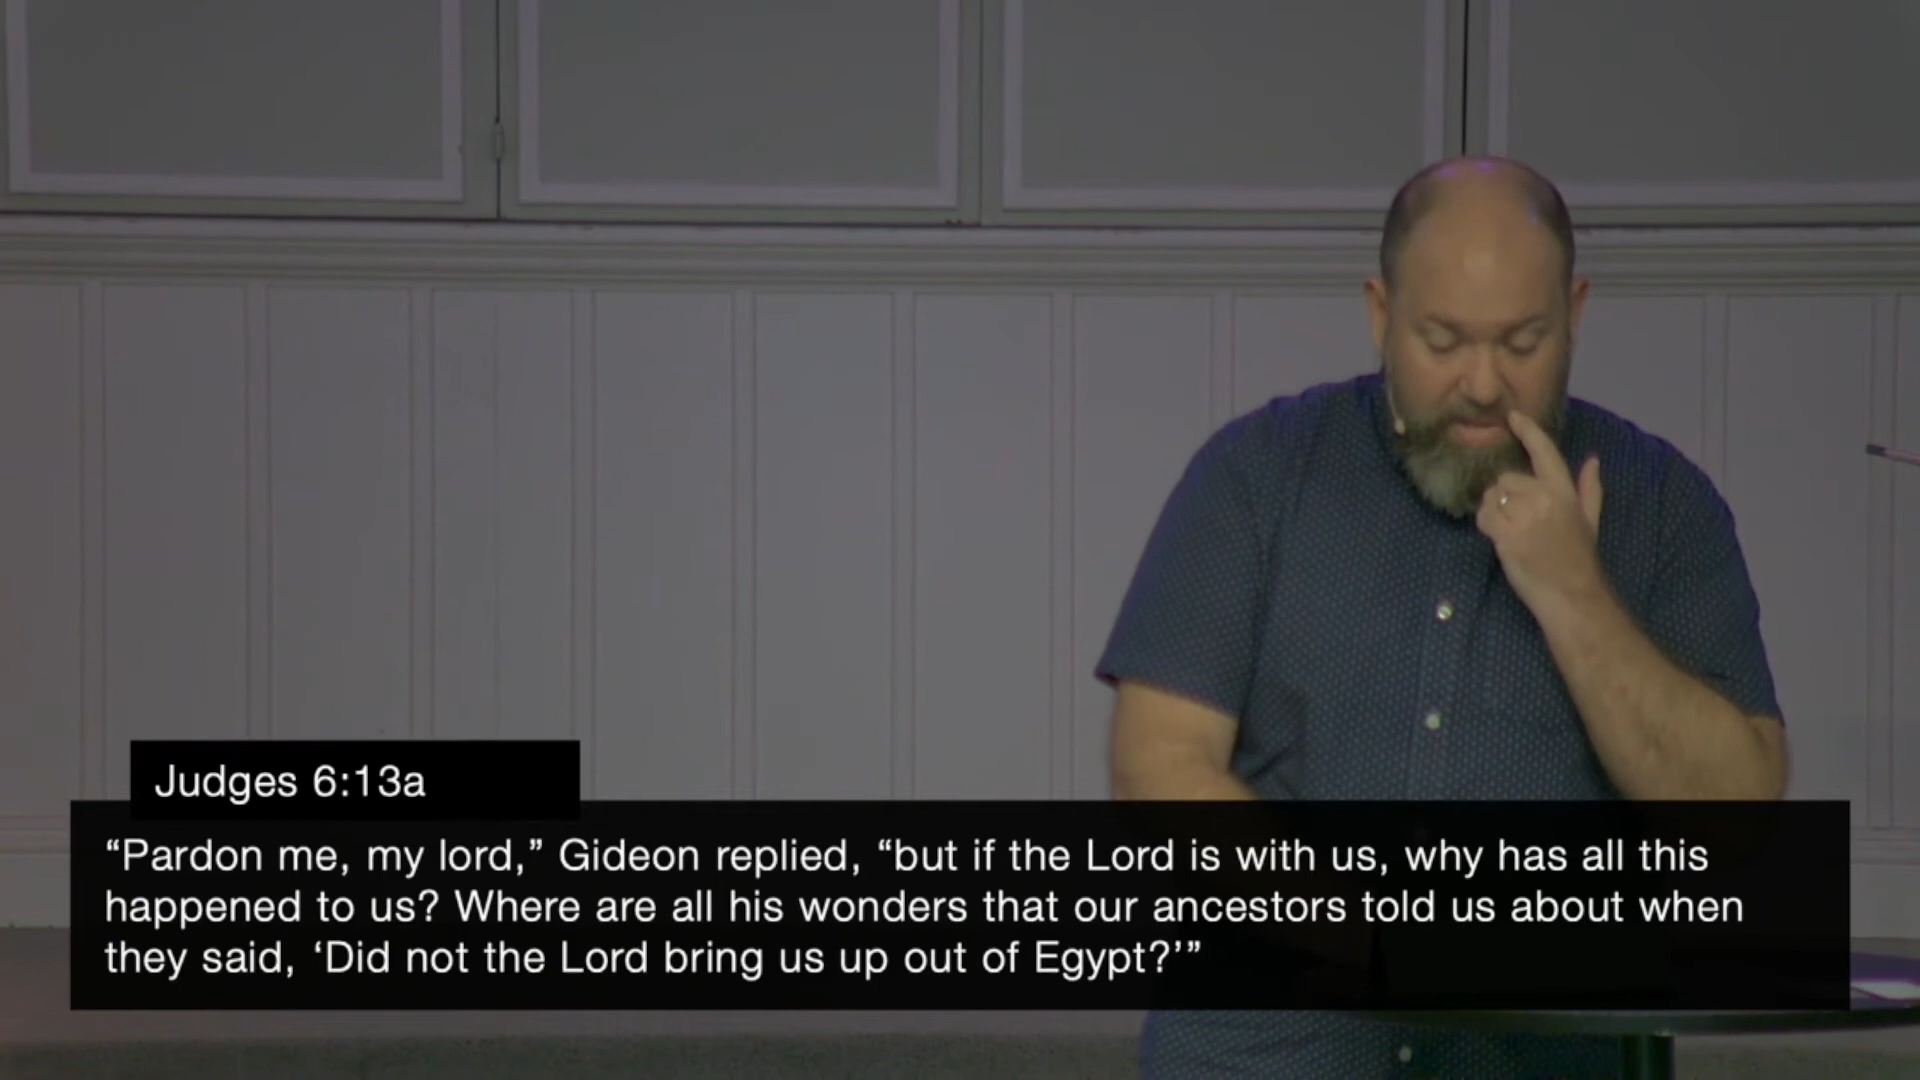 Judges 6:13a
“Pardon me, my lord,” Gideon replied, “but if the Lord is with us, why has all this
happened to us? Where are all his wonders that our ancestors told us about when
they said, ‘Did not the Lord bring us up out of Egypt?’”